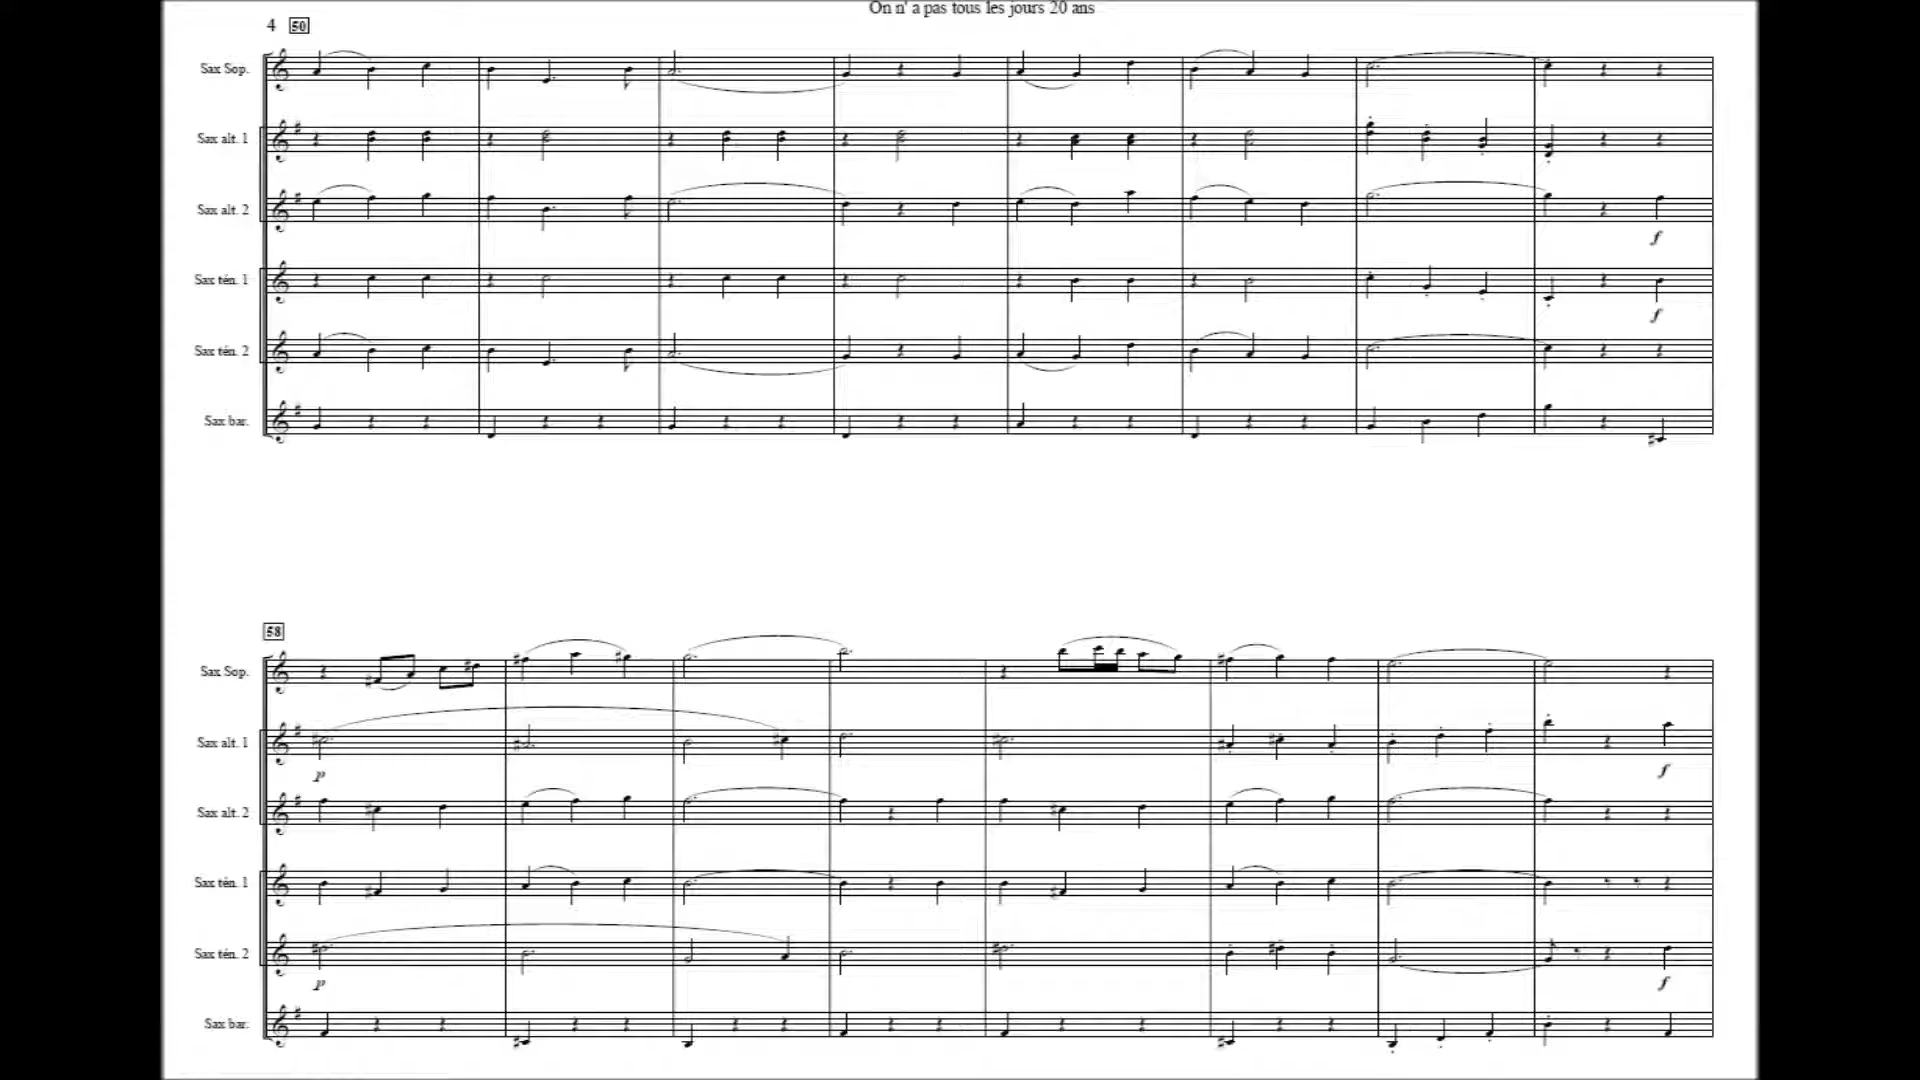 On n' a pas tous les jours 20 ans
4 50
Sax Sop.
Sax alt. 1
Sax alt. 2
f
Sax tén. 1
f
Sax tén. 2
Sax bar.
58
Sax Sop.
Sax alt. 1
p f
Sax alt. 2
Sax tén. 1
Sax tén. 2
p f
Sax bar.